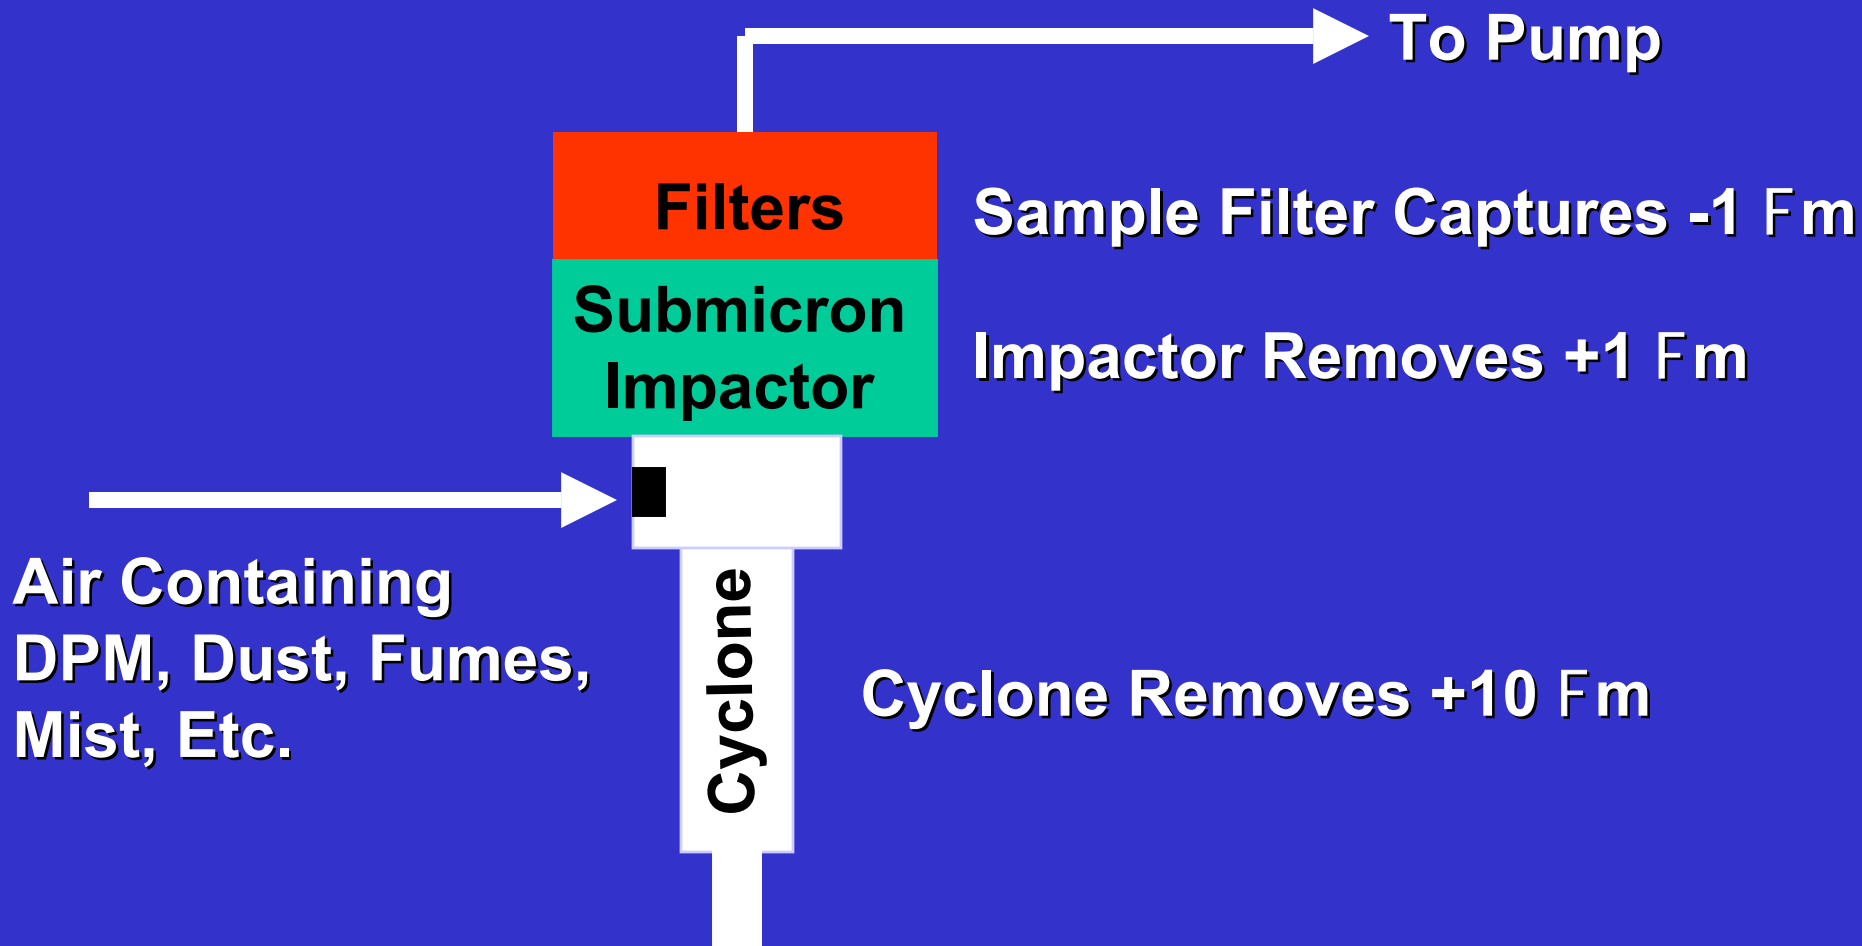 To Pump
Filters
Sample Filter Captures -1 Fm
Submicron
Impactor
Impactor Removes +1 Fm
Air Containing
DPM, Dust, Fumes,
Mist, Etc.
Cyclone
Cyclone Removes +10 Fm